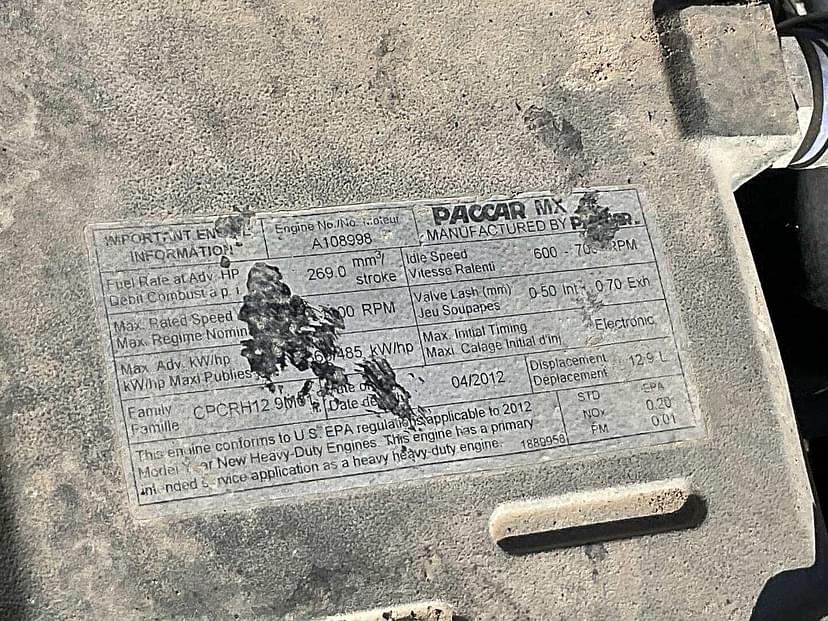 IMPORTANT
INFORMATION
Engine No./No. Moteur
A108998
PACCAR MX
MANUFACTURED BY PACCAR.
Fuel Rate at Adv. HP
Debit Combust à p.
269.0 mm³/
stroke
Idle Speed
Vitesse Ralenti
600 - RPM
Max. Rated Speed
Max. Regime
RPM
Valve Lash (mm)
Jeu Soupapes
0.50 Int - 0.70 Exh
Max. Adv. kW/hp
kW/hp Maxi
/485 kW/hp
Max. Initial Timing
Maxi. Calage Initial d'inj
Electronic
Family
Famille
Date
04/2012
Displacement
Deplacement
12.9 L
This engine conforms to U.S. EPA regulations applicable to 2012
Model Year New Heavy-Duty Engines. This engine has a primary
intended service application as a heavy heavy-duty engine.
1889958
STD EPA
NOx 0.20
PM 0.01